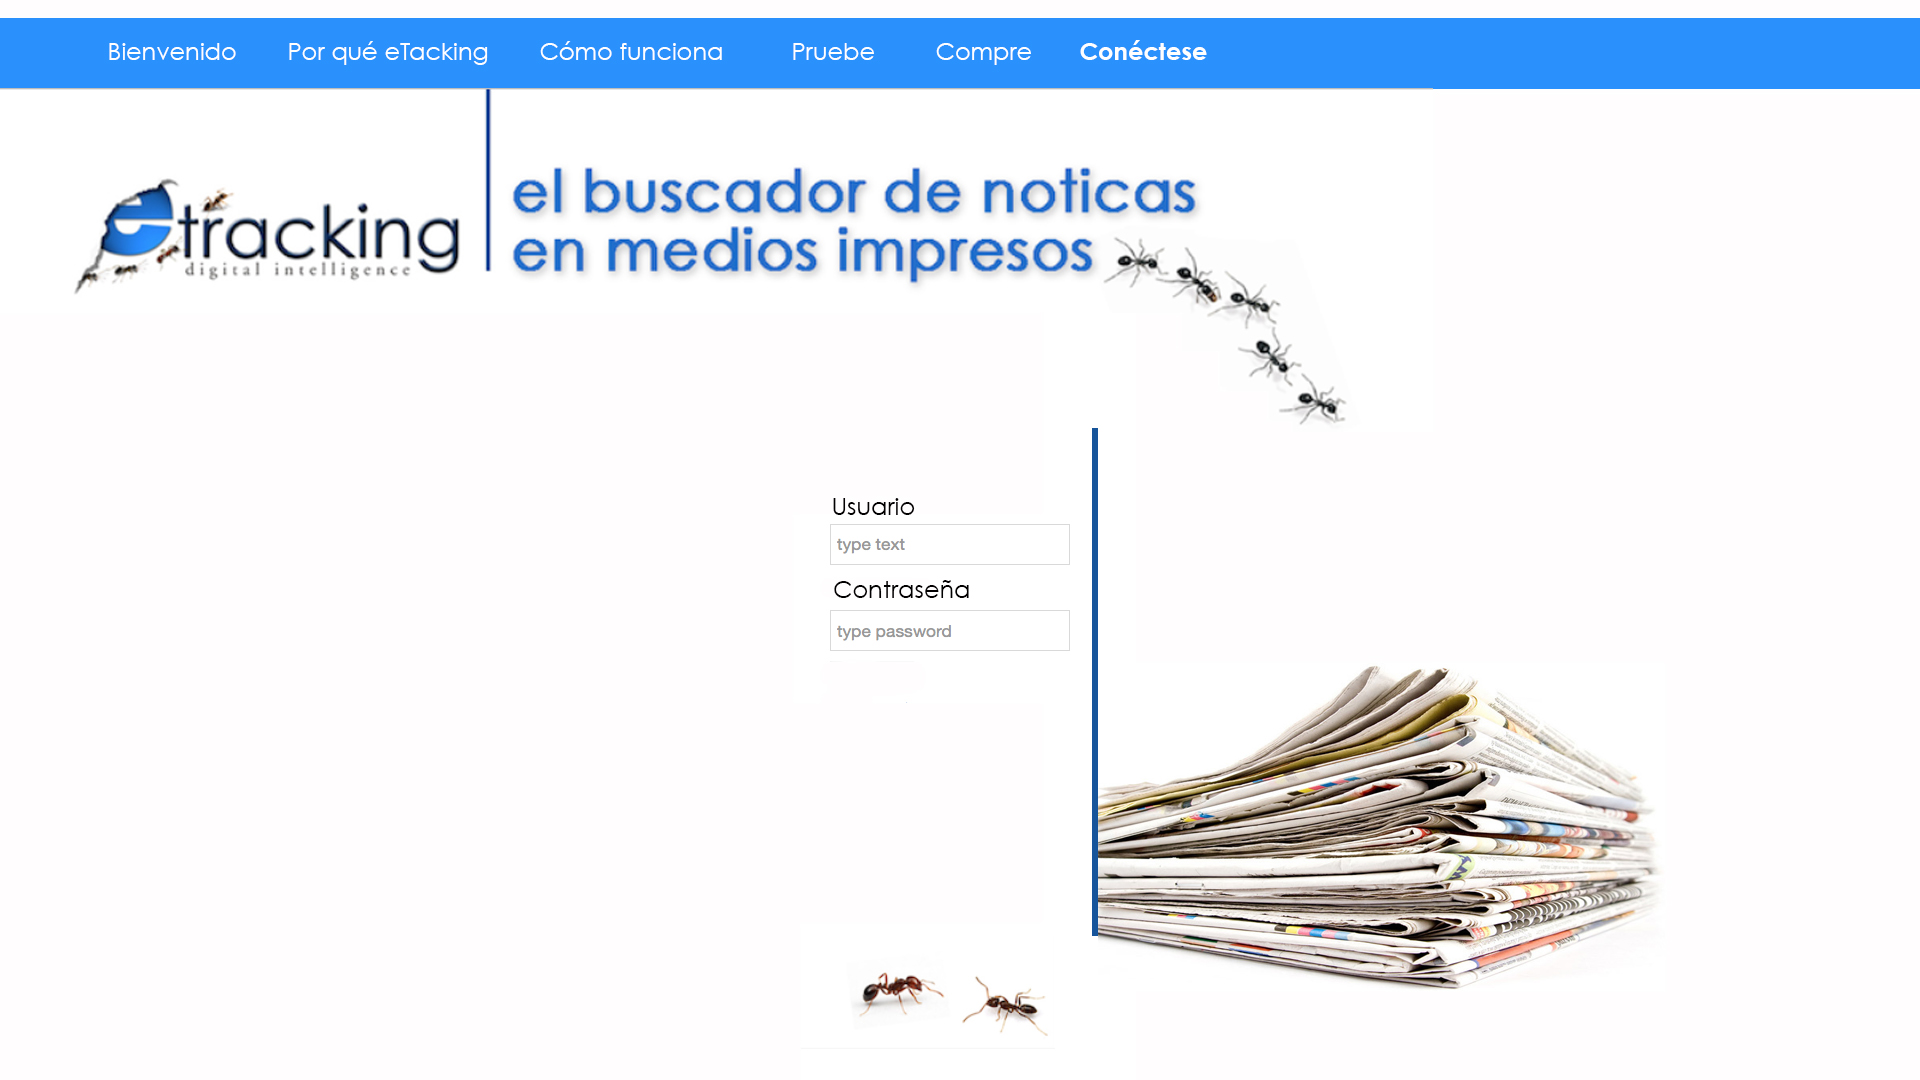 Bienvenido Por qué eTacking Cómo funciona Pruebe Compre Conéctese
etracking
digital intelligence
el buscador de noticas
en medios impresos
Usuario
type text
Contraseña
type password